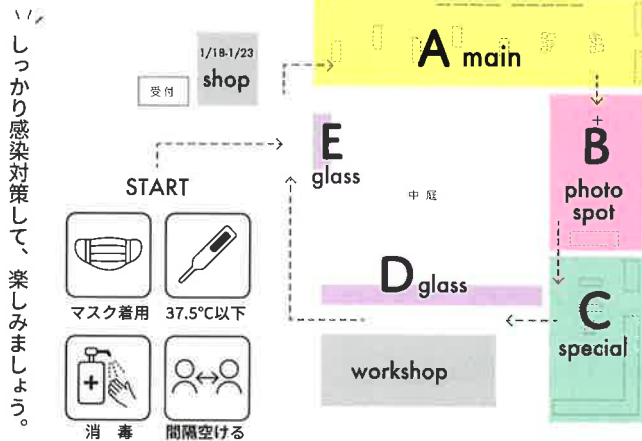 しっかり感染対策して、楽しみましょう。
1/18-1/23
shop
受付
START
マスク着用
37.5℃以下
消 毒
間隔空ける
A main
B
photo
spot
C
special
D glass
E
glass
中庭
workshop